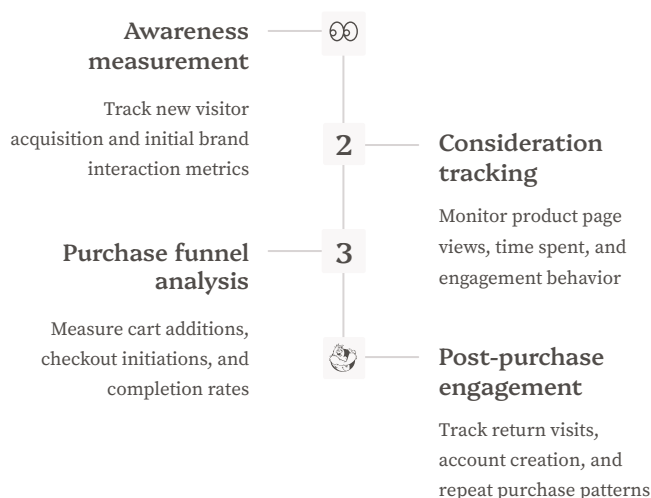 Awareness
measurement
Track new visitor
acquisition and initial brand
interaction metrics
2
Consideration
tracking
Monitor product page
views, time spent, and
engagement behavior
Purchase funnel
analysis
3
Measure cart additions,
checkout initiations, and
completion rates
Post-purchase
engagement
Track return visits,
account creation, and
repeat purchase patterns